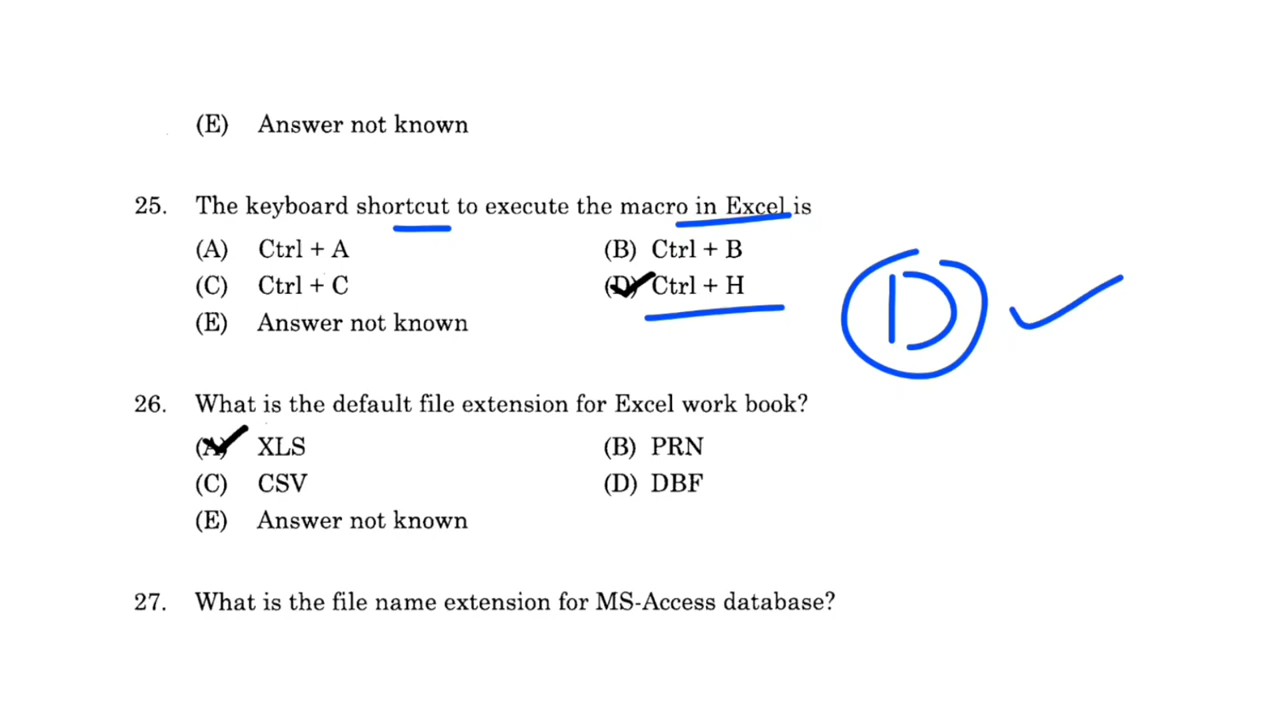 (E) Answer not known
25. The keyboard shortcut to execute the macro in Excel is
(A) Ctrl + A (B) Ctrl + B
(C) Ctrl + C (D) Ctrl + H
(E) Answer not known
D
26. What is the default file extension for Excel work book?
(A) XLS (B) PRN
(C) CSV (D) DBF
(E) Answer not known
27. What is the file name extension for MS-Access database?